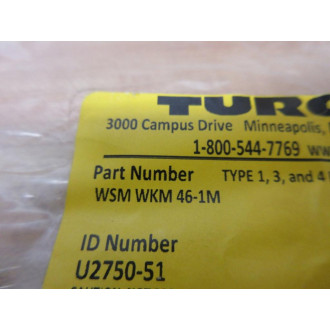 TURC
3000 Campus Drive Minneapolis,
1-800-544-7769 ww
Part Number TYPE 1, 3, and 4
WSM WKM 46-1M
ID Number
U2750-51